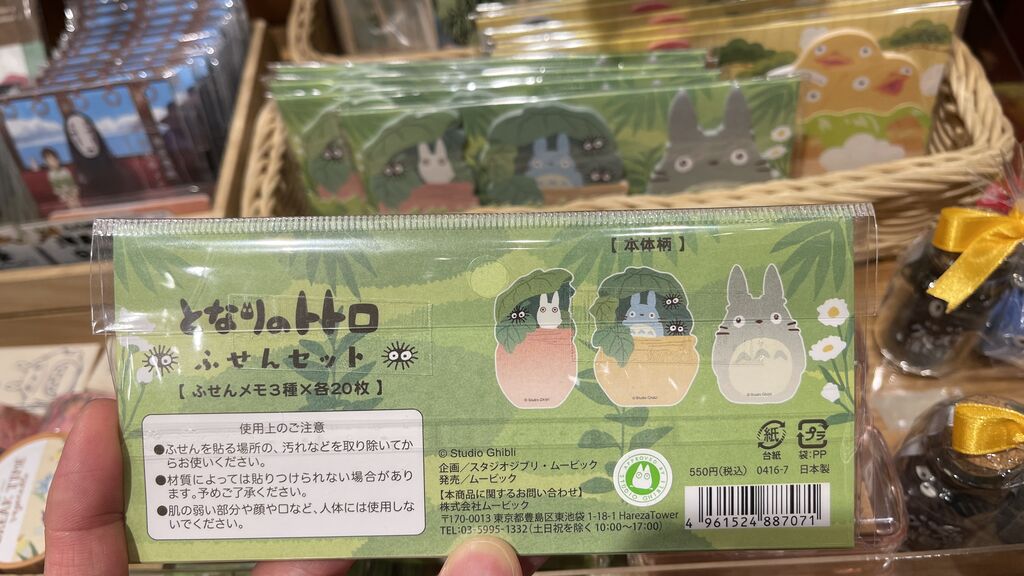 【 本体柄 】
となりのトトロ
ふせんセット
【 ふせんメモ3種×各20枚 】
使用上のご注意
●ふせんを貼る場所の、汚れなどを取り除いてか
らお使いください。
●材質によっては貼りつけられない場合があり
ます。予めご了承ください。
●肌の弱い部分や顔や口など、人体には使用しな
いでください。
© Studio Ghibli
© Studio Ghibli
© Studio Ghibli
© Studio Ghibli
企画/スタジオジブリ・ムービック
発売/ムービック
【本商品に関するお問い合わせ】
株式会社ムービック
〒170-0013 東京都豊島区東池袋 1-18-1 HarezaTower
TEL:03-5995-1332 (土日祝を除く 10:00~17:00)
紙
台紙
プラ
袋:PP
550円(税込) 0416-7 日本製
4 961524 887071